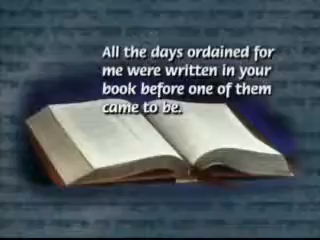 All the days ordained for
me were written in your
book before one of them
came to be.